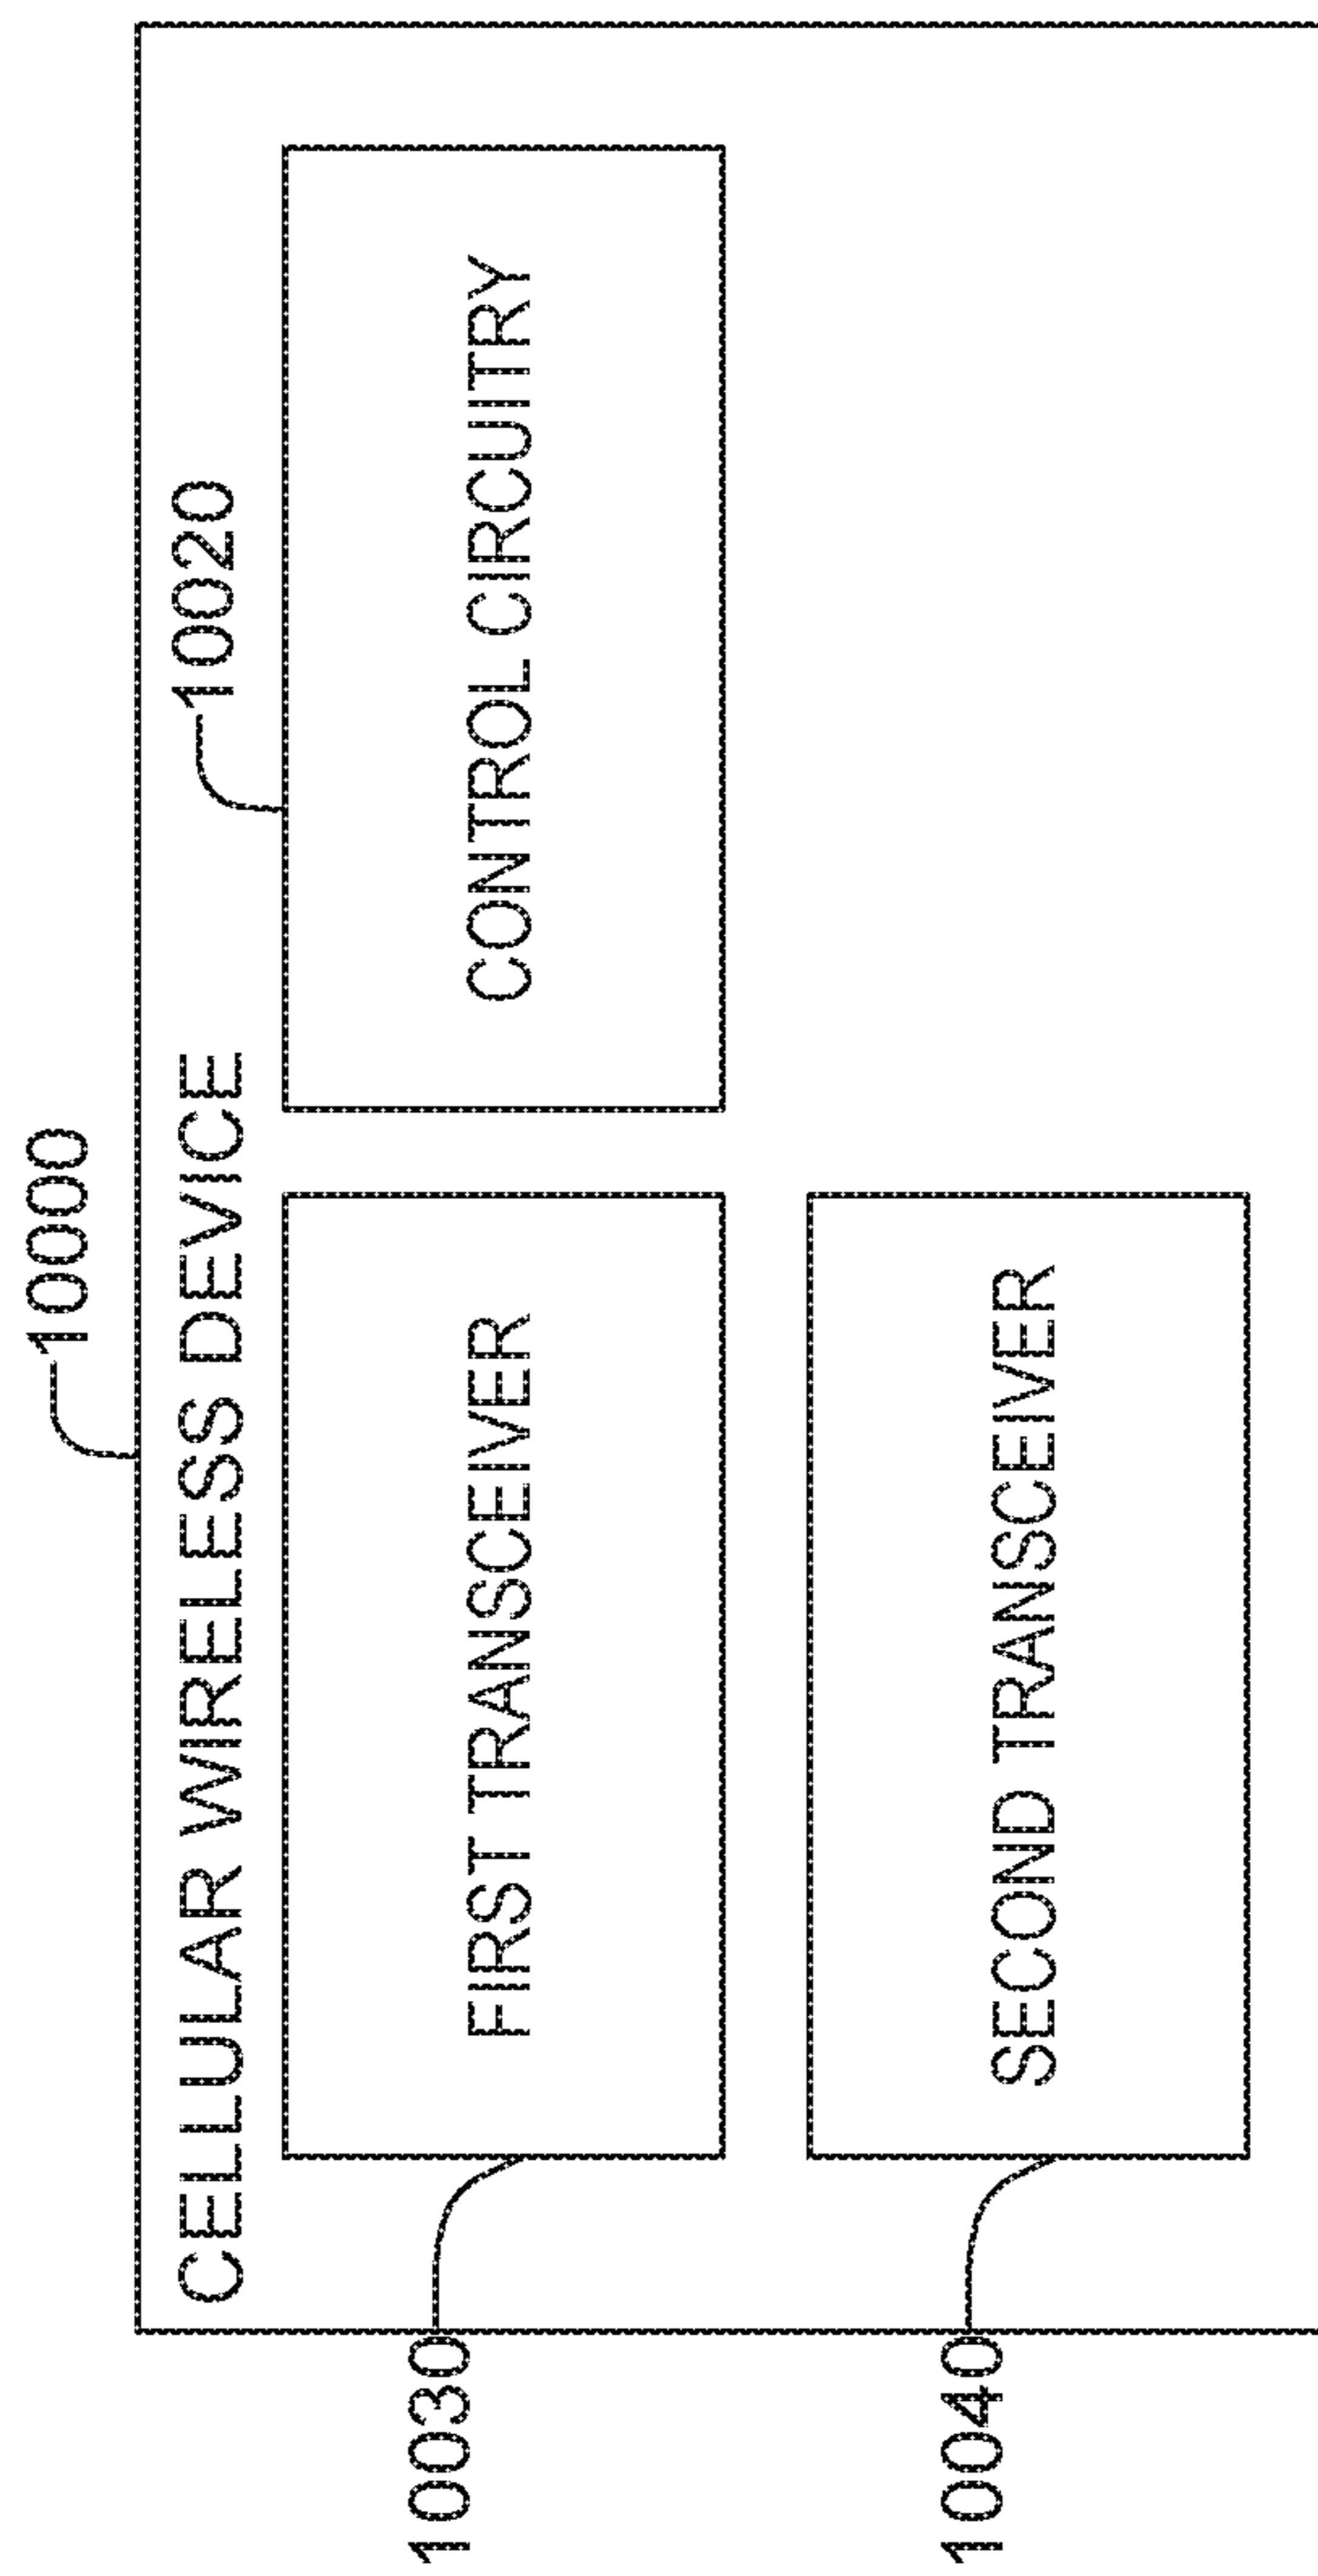 10000
CELLULAR WIRELESS DEVICE
10020
10030
FIRST TRANSCEIVER
CONTROL CIRCUITRY
10040
SECOND TRANSCEIVER